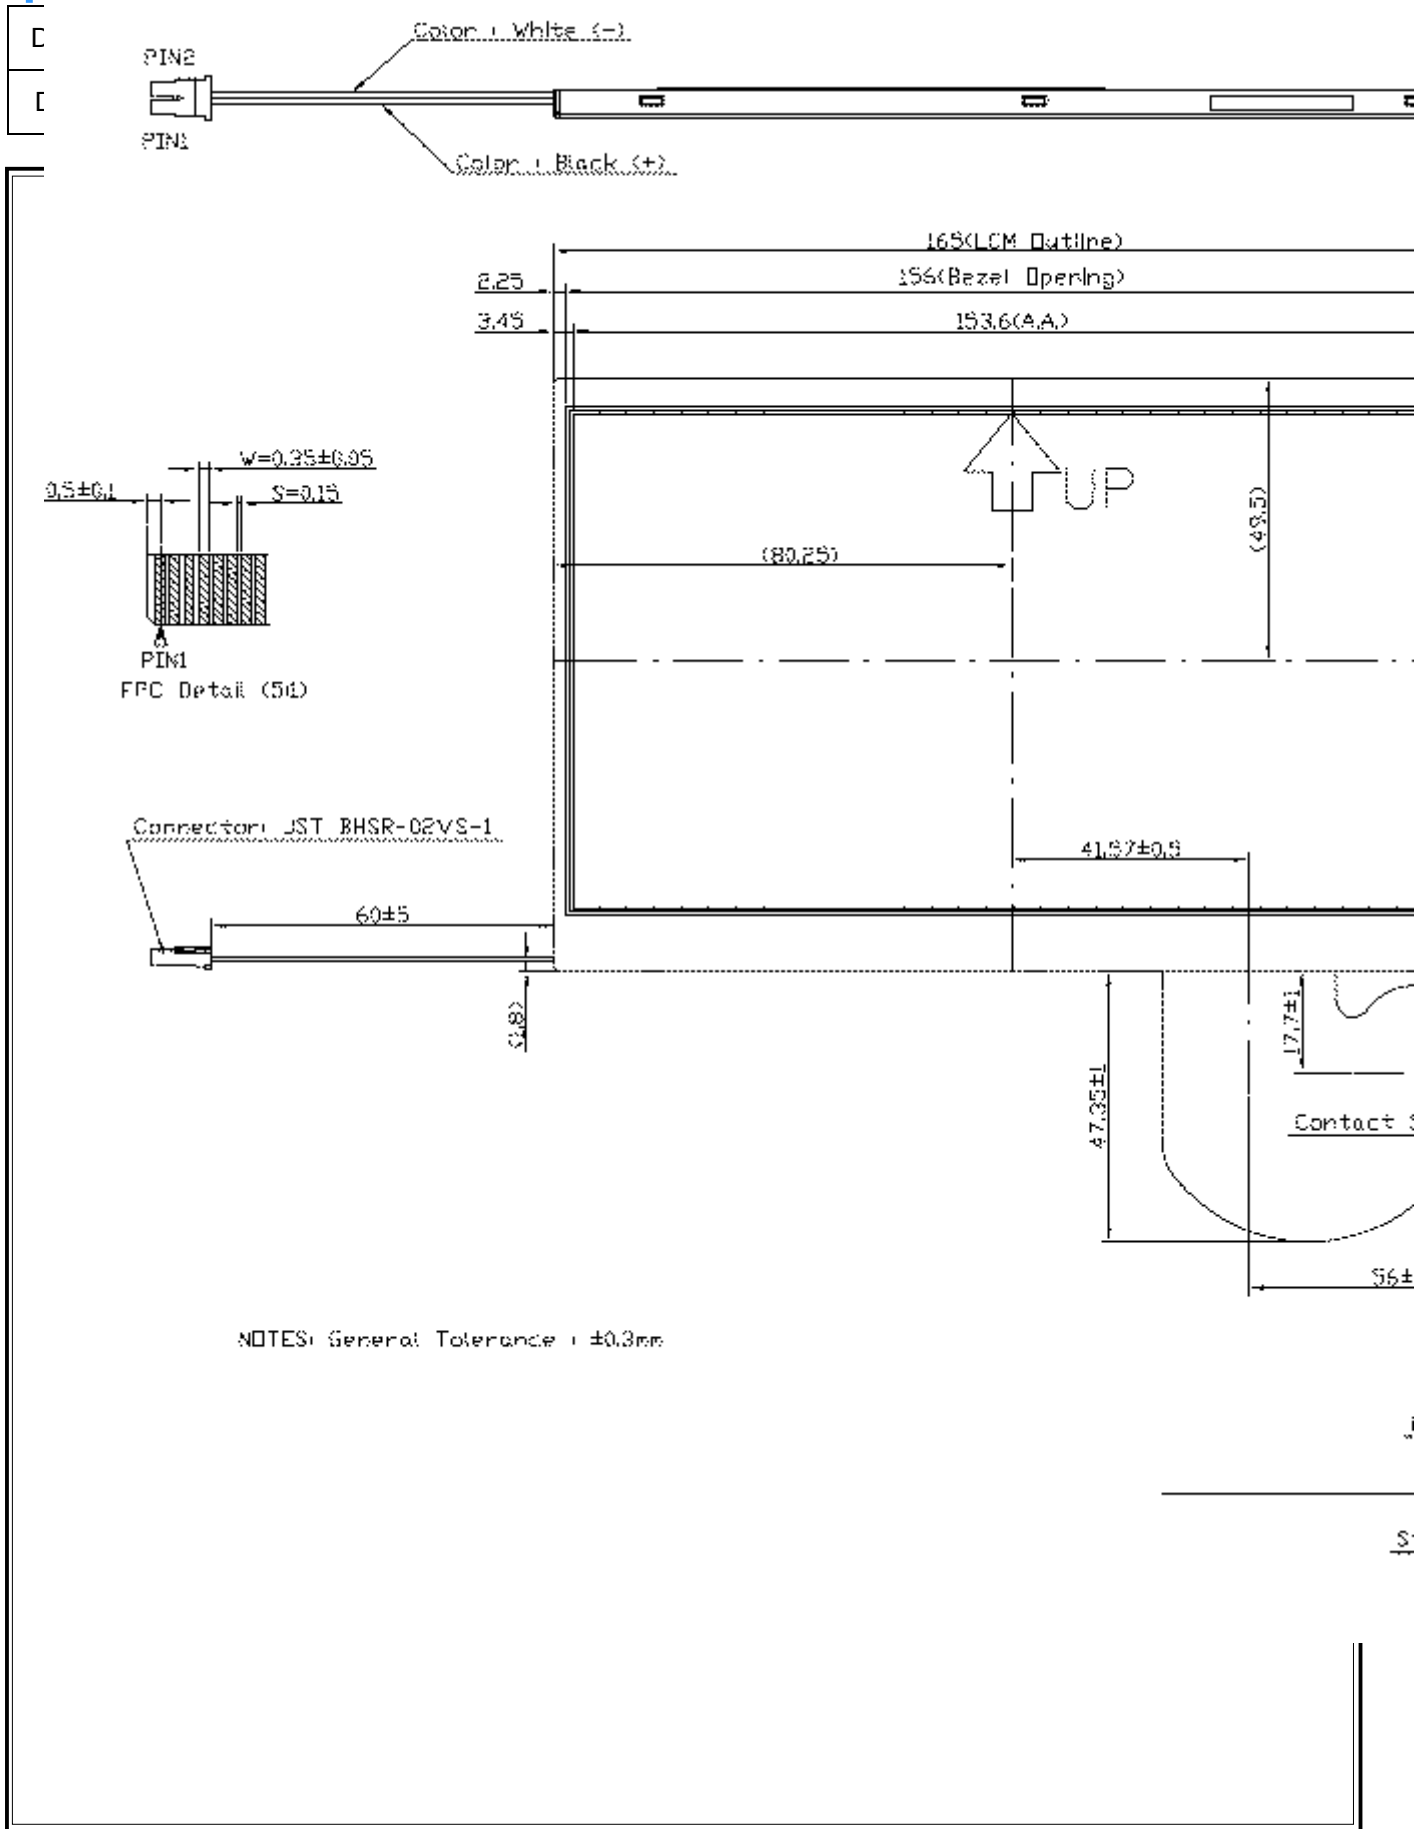 Color : White (-)
PIN2
PIN1
Color : Black (+)
165(LCM Outline)
2.25
156(Bezel Opening)
3.45
153.6(A.A.)
W=0.35±0.05
0.5±0.1
S=0.15
UP
(49.5)
(80.25)
PIN1
FPC Detail (5:1)
Connector: JST BHSR-02VS-1
41.57±0.5
60±5
17.7±1
47.35±1
Contact
56±
NOTES: General Tolerance : ±0.3mm